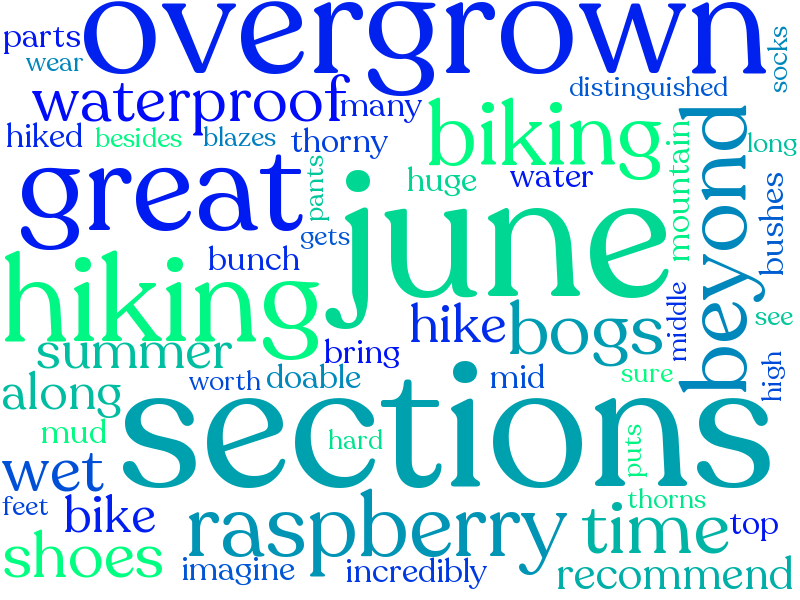 parts
overgrown
socks
wear
waterproof
many
distinguished
hiked
besides
blazes
thorny
biking
long
great
pants
huge
water
mountain
beyond
bushes
gets
june
bunch
hiking
hike
bogs
middle
see
summer
bring
along
worth
doable
mid
sure
high
sections
mud
hard
puts
wet
feet
bike
raspberry
time
thorns
top
shoes
imagine
incredibly
recommend